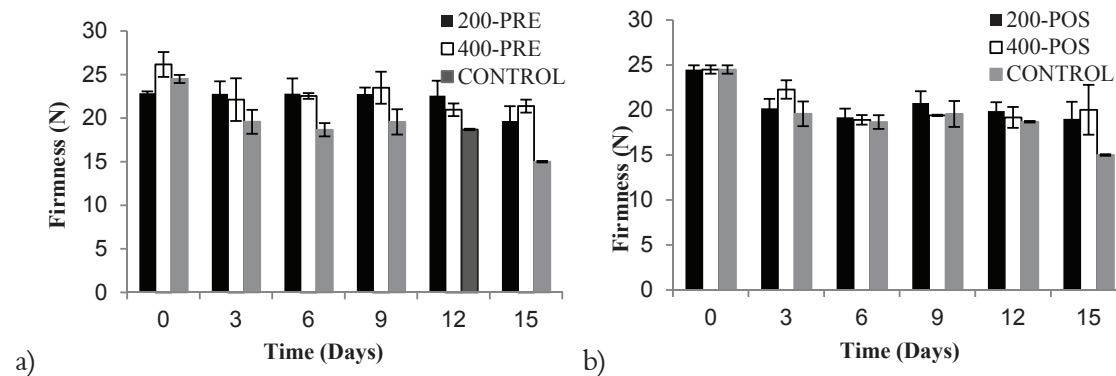 30
25
20
15
10
5
0
Firmness (N)
200-PRE
400-PRE
CONTROL
0 3 6 9 12 15
Time (Days)
a)
30
25
20
15
10
5
0
Firmness (N)
200-POS
400-POS
CONTROL
0 3 6 9 12 15
Time (Days)
b)